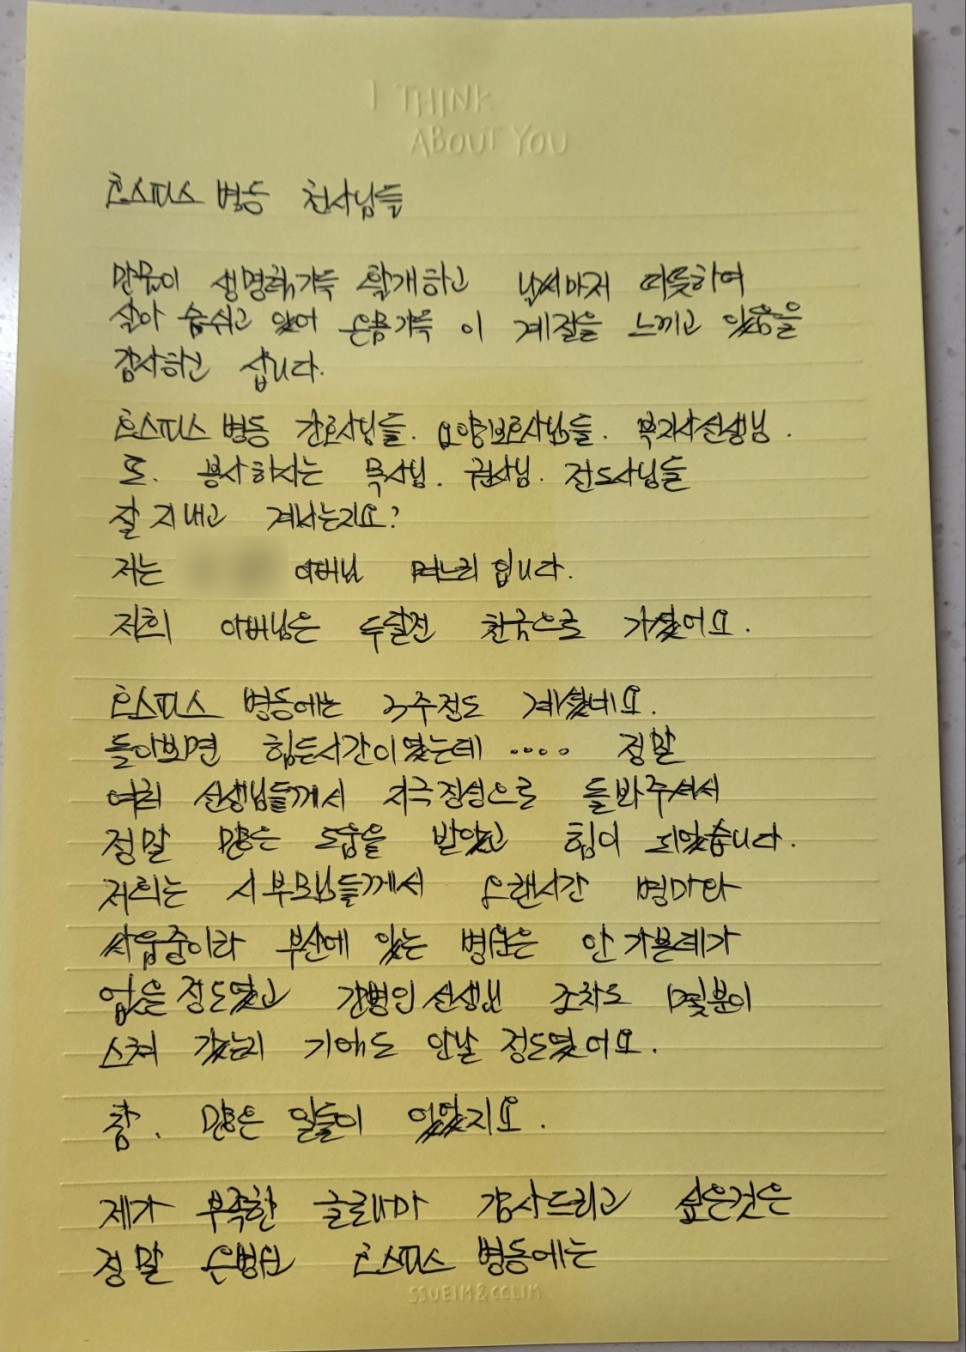 I THINK
ABOUT YOU
호스피스 병동 천사님들
만물이 생명력 가득 활개하고 날씨마저 따뜻하여
살아 숨쉬고 있어 온몸 가득 이 계절을 느끼고 있음을
감사하고 삽니다.
호스피스 병동 간호사님들. 요양보호사님들. 복지사선생님.
또. 봉사하시는 목사님. 권사님. 전도사님들
잘 지내고 계시는지요?
저는 아버님 며느리 입니다.
저희 아버님은 두달전 천국으로 가셨어요.
호스피스 병동에는 3주정도 계셨네요.
돌아보면 힘든시간이였는데 .... 정말
여러 선생님들께서 지극정성으로 돌봐주셔서
정말 많은 도움을 받았고 힘이 되었습니다.
저희는 시부모님들께서 오랜시간 병마와
싸움중이라 부산에 있는 병원은 안 가본데가
없을 정도였고 간병인 선생님 조차도 몇분이
스쳐 갔는지 기억도 안날 정도였어요.
참. 많은 일들이 있었지요.
제가 부족한 글로나마 감사드리고 싶은것은
정말 은병원 호스피스 병동에는
SSUEIM & CCLIM